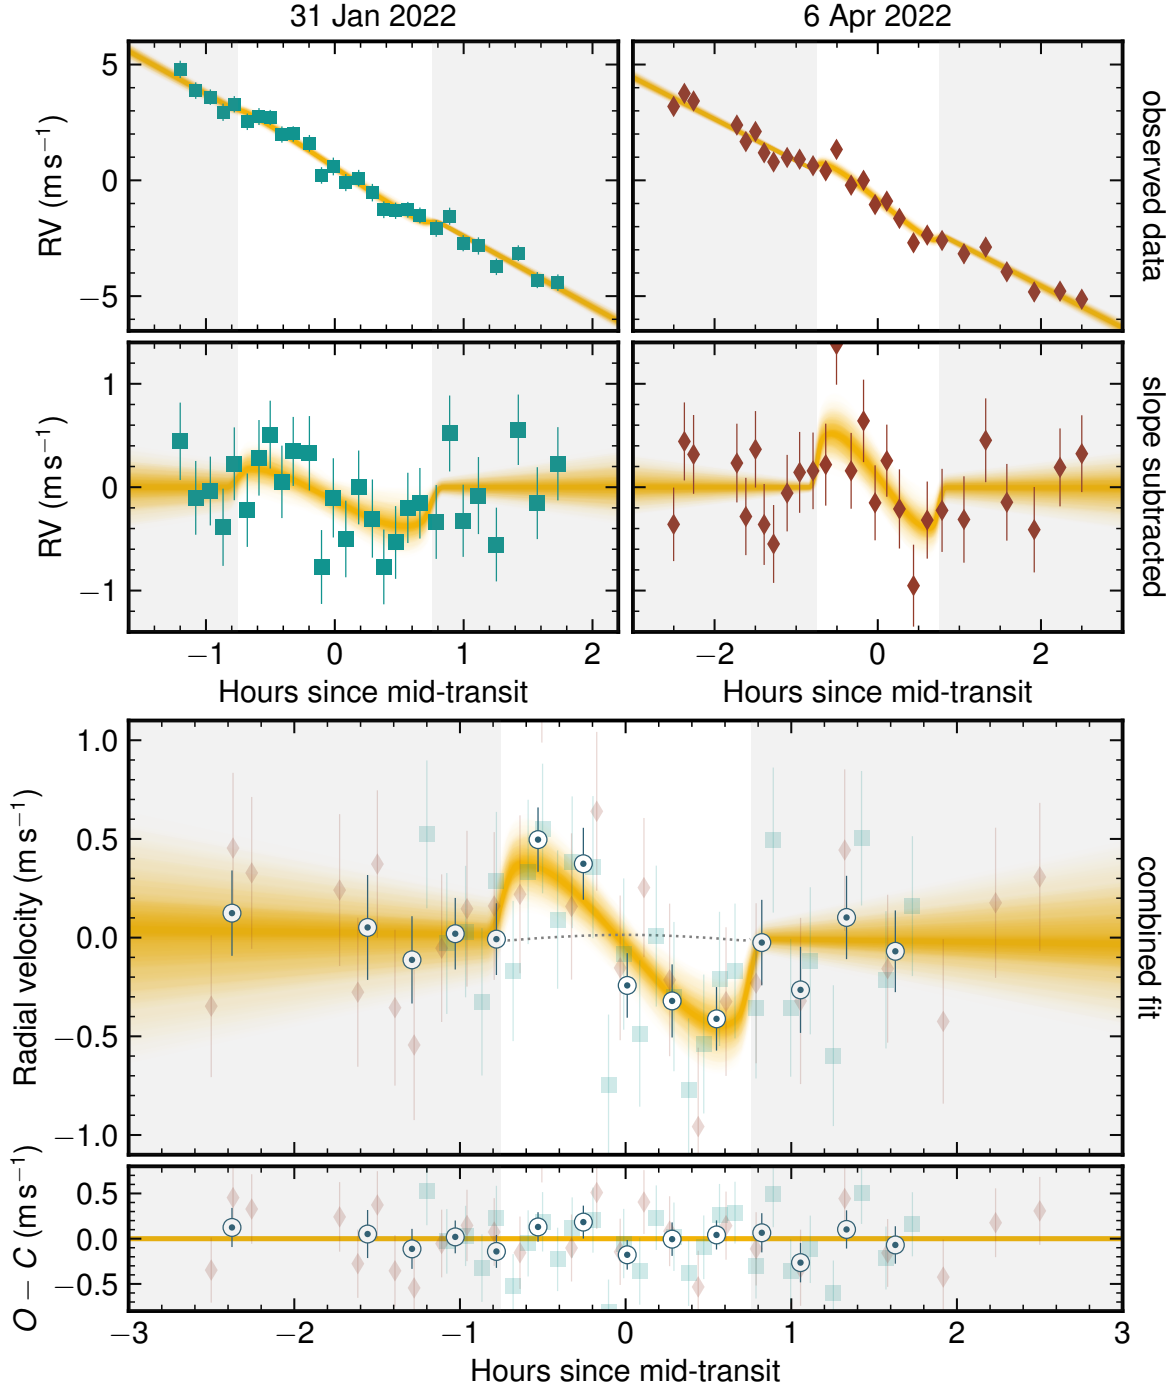 31 Jan 2022
6 Apr 2022
5
0
−5
RV (m s⁻¹)
observed data
1
0
−1
RV (m s⁻¹)
slope subtracted
−1 0 1 2
−2 0 2
Hours since mid-transit
Hours since mid-transit
1.0
0.5
0.0
−0.5
−1.0
Radial velocity (m s⁻¹)
combined fit
0.5
0.0
−0.5
O − C (m s⁻¹)
−3 −2 −1 0 1 2 3
Hours since mid-transit